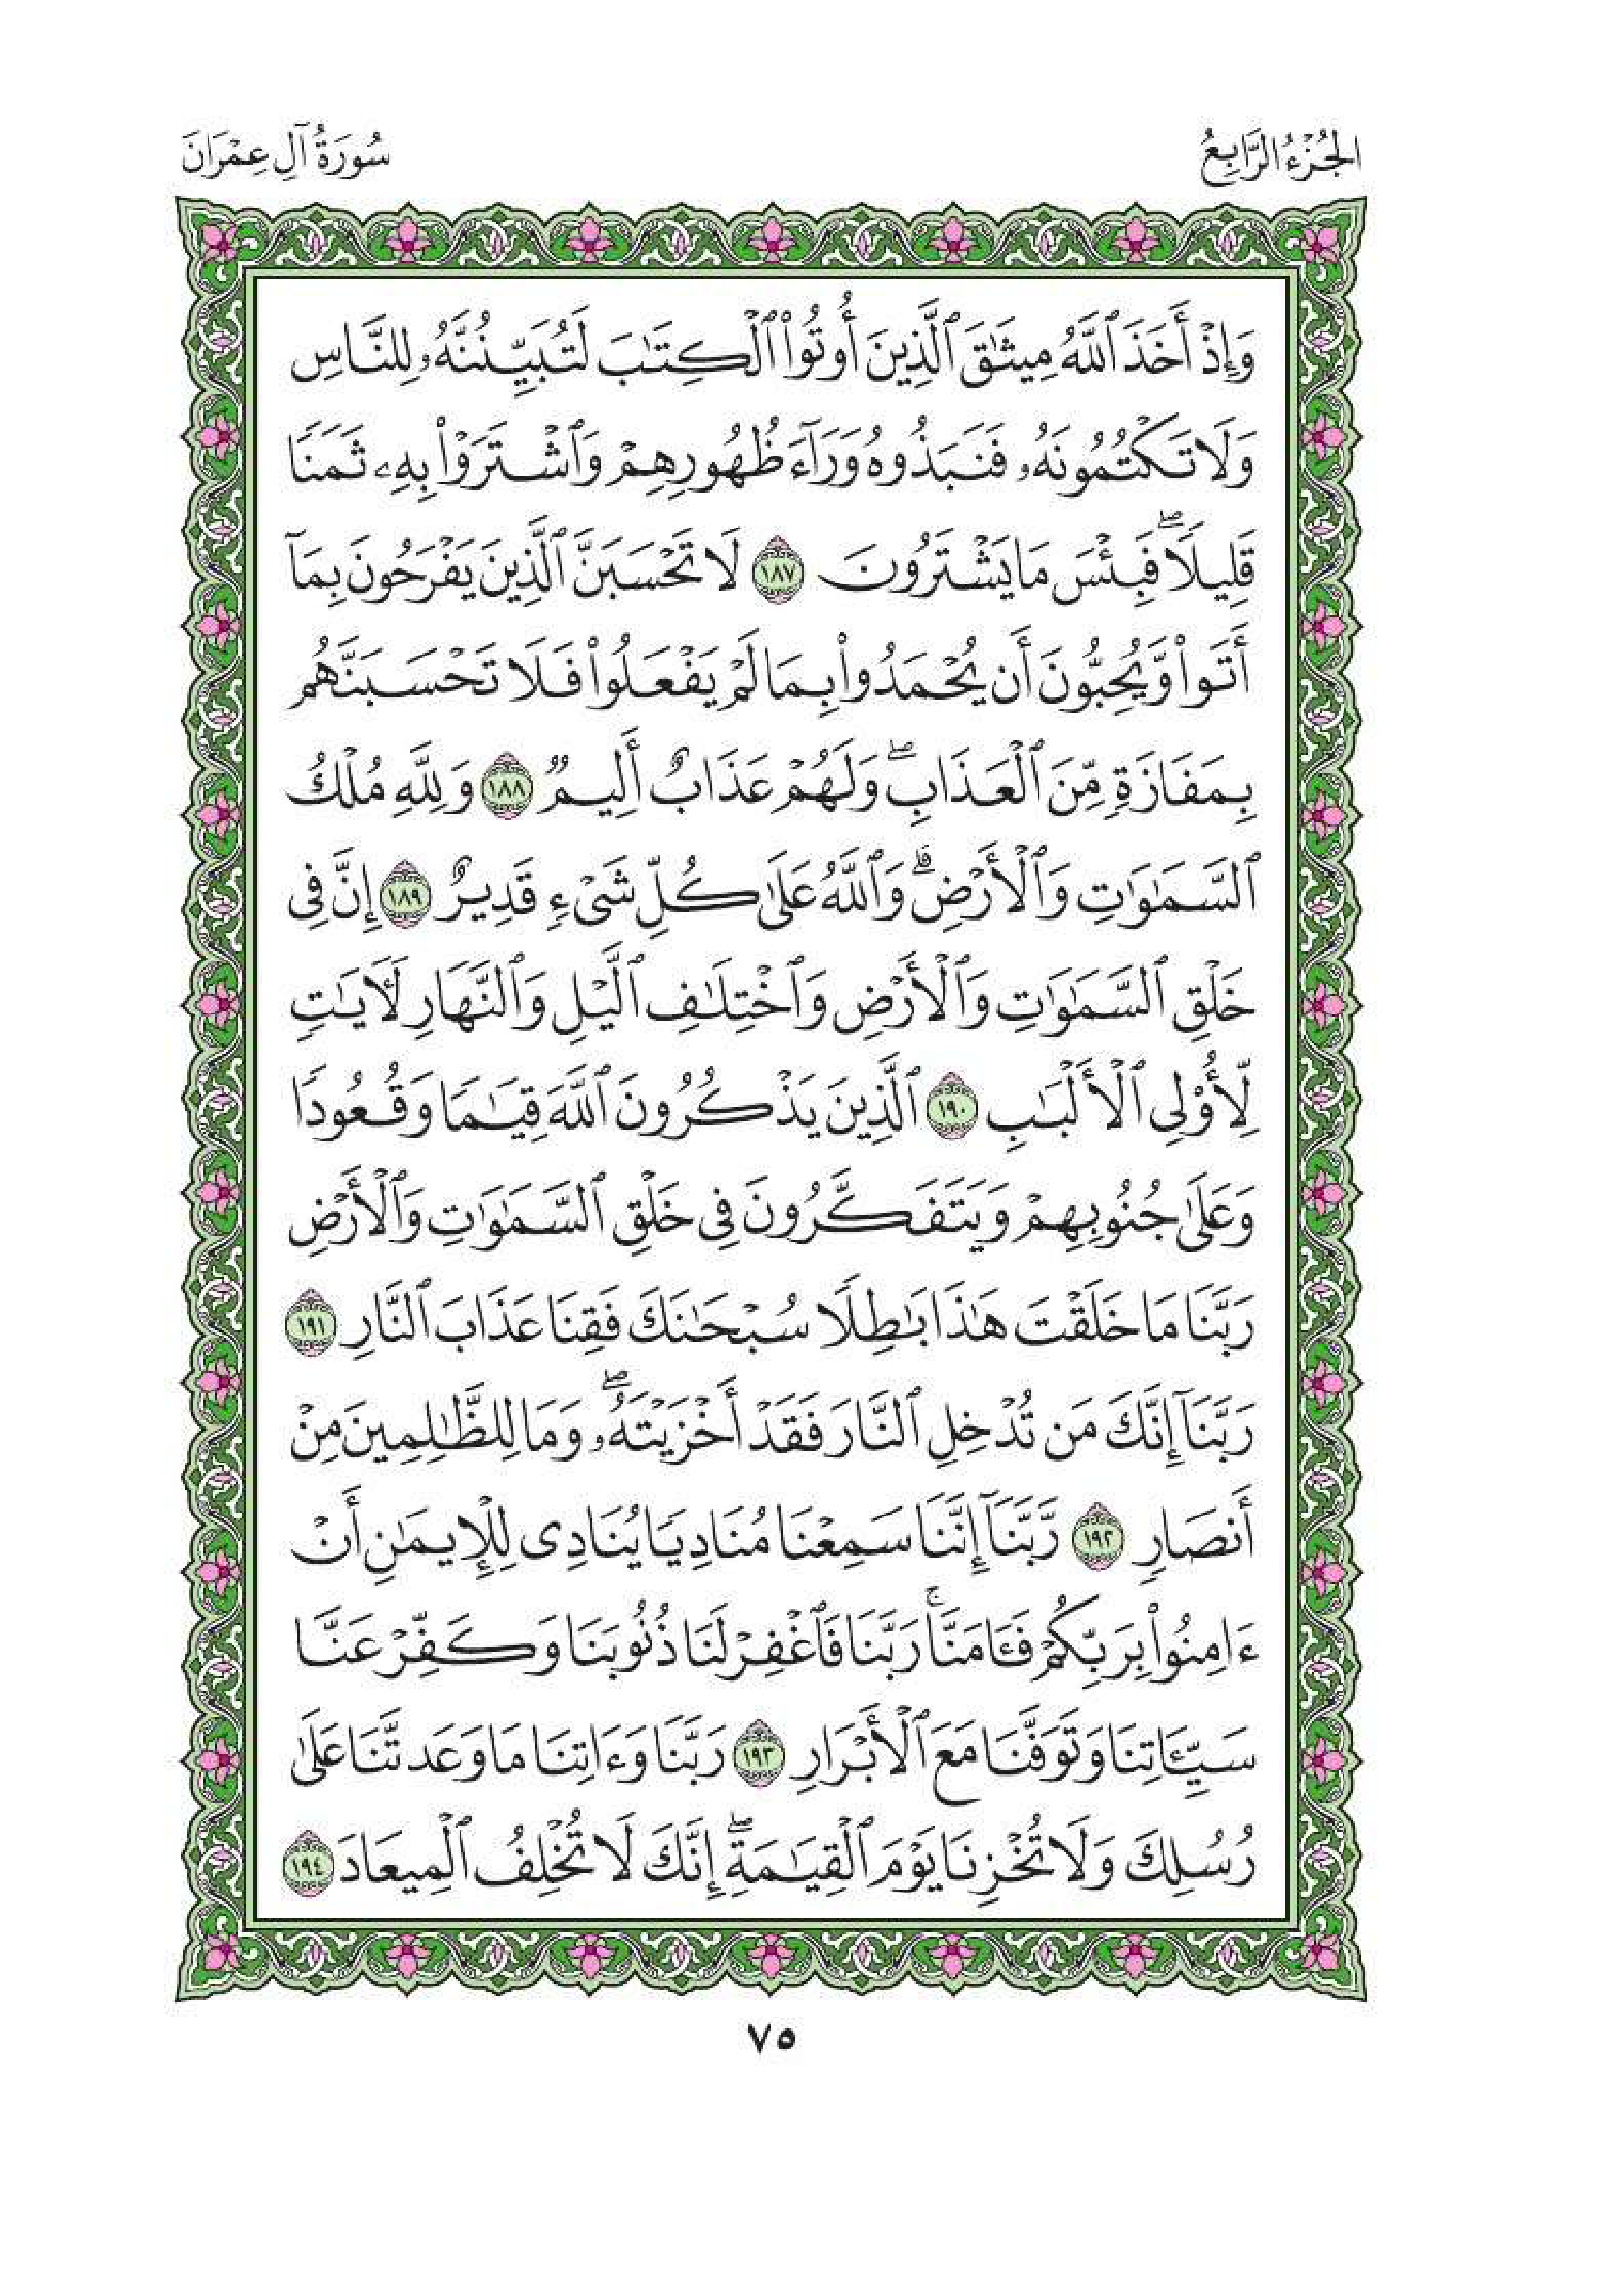 الجُزْءُ الرَّابِعُ
سُورَةُ آلِ عِمْرَانَ
وَإِذْ أَخَذَ ٱللَّهُ مِيثَٰقَ ٱلَّذِينَ أُوتُوا۟ ٱلْكِتَٰبَ لَتُبَيِّنُنَّهُۥ لِلنَّاسِ
وَلَا تَكْتُمُونَهُۥ فَنَبَذُوهُ وَرَآءَ ظُهُورِهِمْ وَٱشْتَرَوْا۟ بِهِۦ ثَمَنًا
قَلِيلًا ۖ فَبِئْسَ مَا يَشْتَرُونَ ١٨٧ لَا تَحْسَبَنَّ ٱلَّذِينَ يَفْرَحُونَ بِمَآ
أَتَوا۟ وَّيُحِبُّونَ أَن يُحْمَدُوا۟ بِمَا لَمْ يَفْعَلُوا۟ فَلَا تَحْسَبَنَّهُم
بِمَفَازَةٍ مِّنَ ٱلْعَذَابِ ۖ وَلَهُمْ عَذَابٌ أَلِيمٌ ١٨٨ وَلِلَّهِ مُلْكُ
ٱلسَّمَٰوَٰتِ وَٱلْأَرْضِ ۗ وَٱللَّهُ عَلَىٰ كُلِّ شَىْءٍ قَدِيرٌ ١٨٩ إِنَّ فِى
خَلْقِ ٱلسَّمَٰوَٰتِ وَٱلْأَرْضِ وَٱخْتِلَٰفِ ٱلَّيْلِ وَٱلنَّهَارِ لَـَٔايَٰتٍ
لِّأُو۟لِى ٱلْأَلْبَٰبِ ١٩٠ ٱلَّذِينَ يَذْكُرُونَ ٱللَّهَ قِيَٰمًا وَقُعُودًا
وَعَلَىٰ جُنُوبِهِمْ وَيَتَفَكَّرُونَ فِى خَلْقِ ٱلسَّمَٰوَٰتِ وَٱلْأَرْضِ
رَبَّنَا مَا خَلَقْتَ هَٰذَا بَٰطِلًا سُبْحَٰنَكَ فَقِنَا عَذَابَ ٱلنَّارِ ١٩١
رَبَّنَآ إِنَّكَ مَن تُدْخِلِ ٱلنَّارَ فَقَدْ أَخْزَيْتَهُۥ ۖ وَمَا لِلظَّٰلِمِينَ مِنْ
أَنصَارٍ ١٩٢ رَّبَّنَآ إِنَّنَا سَمِعْنَا مُنَادِيًا يُنَادِى لِلْإِيمَٰنِ أَنْ
ءَامِنُوا۟ بِرَبِّكُمْ فَـَٔامَنَّا ۚ رَبَّنَا فَٱغْفِرْ لَنَا ذُنُوبَنَا وَكَفِّرْ عَنَّا
سَيِّـَٔاتِنَا وَتَوَفَّنَا مَعَ ٱلْأَبْرَارِ ١٩٣ رَبَّنَا وَءَاتِنَا مَا وَعَدتَّنَا عَلَىٰ
رُسُلِكَ وَلَا تُخْزِنَا يَوْمَ ٱلْقِيَٰمَةِ ۖ إِنَّكَ لَا تُخْلِفُ ٱلْمِيعَادَ ١٩٤
٧٥